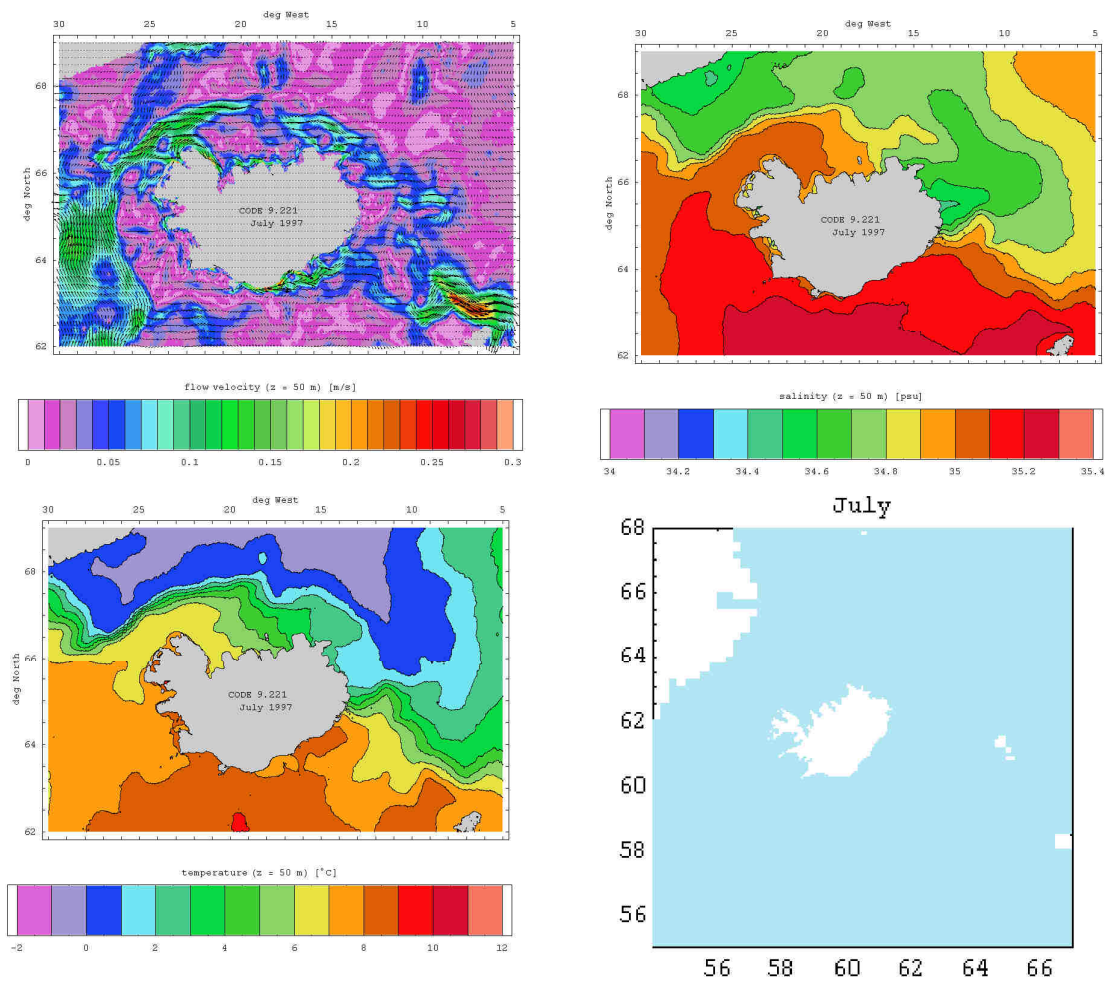 deg West
30 25 20 15 10 5
68
66
64
62
deg North
CODE 9.221
July 1997
flow velocity (z = 50 m) [m/s]
0 0.05 0.1 0.15 0.2 0.25 0.3
deg West
30 25 20 15 10 5
68
66
64
62
deg North
CODE 9.221
July 1997
salinity (z = 50 m) [psu]
34 34.2 34.4 34.6 34.8 35 35.2 35.4
deg West
30 25 20 15 10 5
68
66
64
62
deg North
CODE 9.221
July 1997
temperature (z = 50 m) [°C]
-2 0 2 4 6 8 10 12
July
68
66
64
62
60
58
56
56 58 60 62 64 66